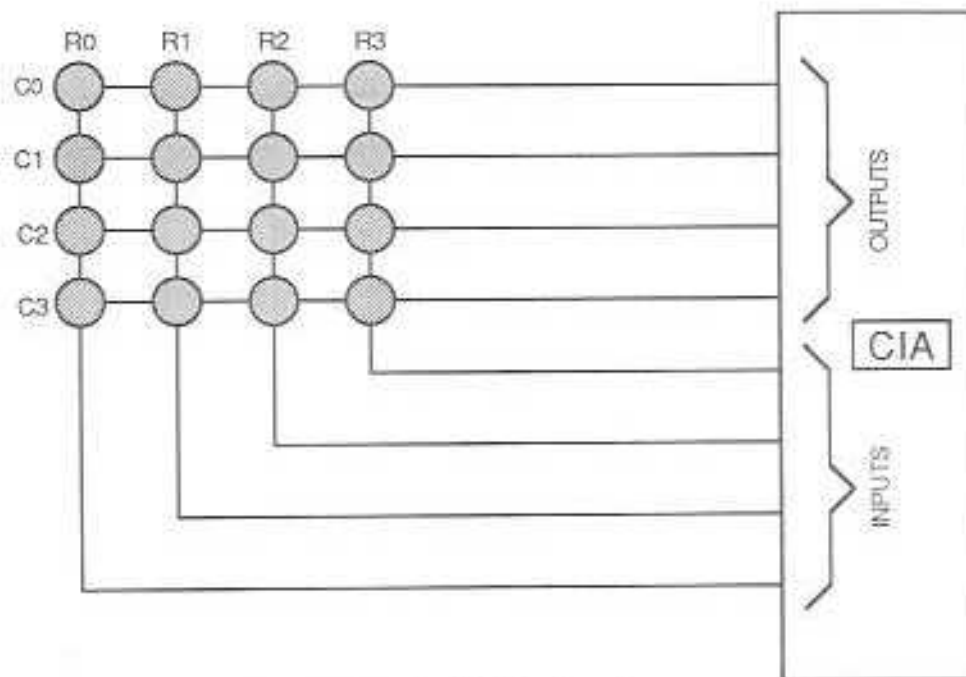 R0 R1 R2 R3
C0
C1
C2
C3
OUTPUTS
CIA
INPUTS